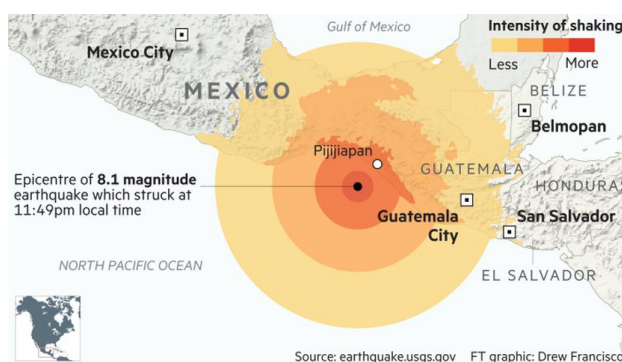 Gulf of Mexico
Intensity of shaking
Less
More
Mexico City
MEXICO
BELIZE
Belmopan
Pijijiapan
GUATEMALA
Epicentre of 8.1 magnitude
earthquake which struck at
11:49pm local time
HONDURAS
Guatemala
City
San Salvador
NORTH PACIFIC OCEAN
EL SALVADOR
Source: earthquake.usgs.gov FT graphic: Drew Francisco